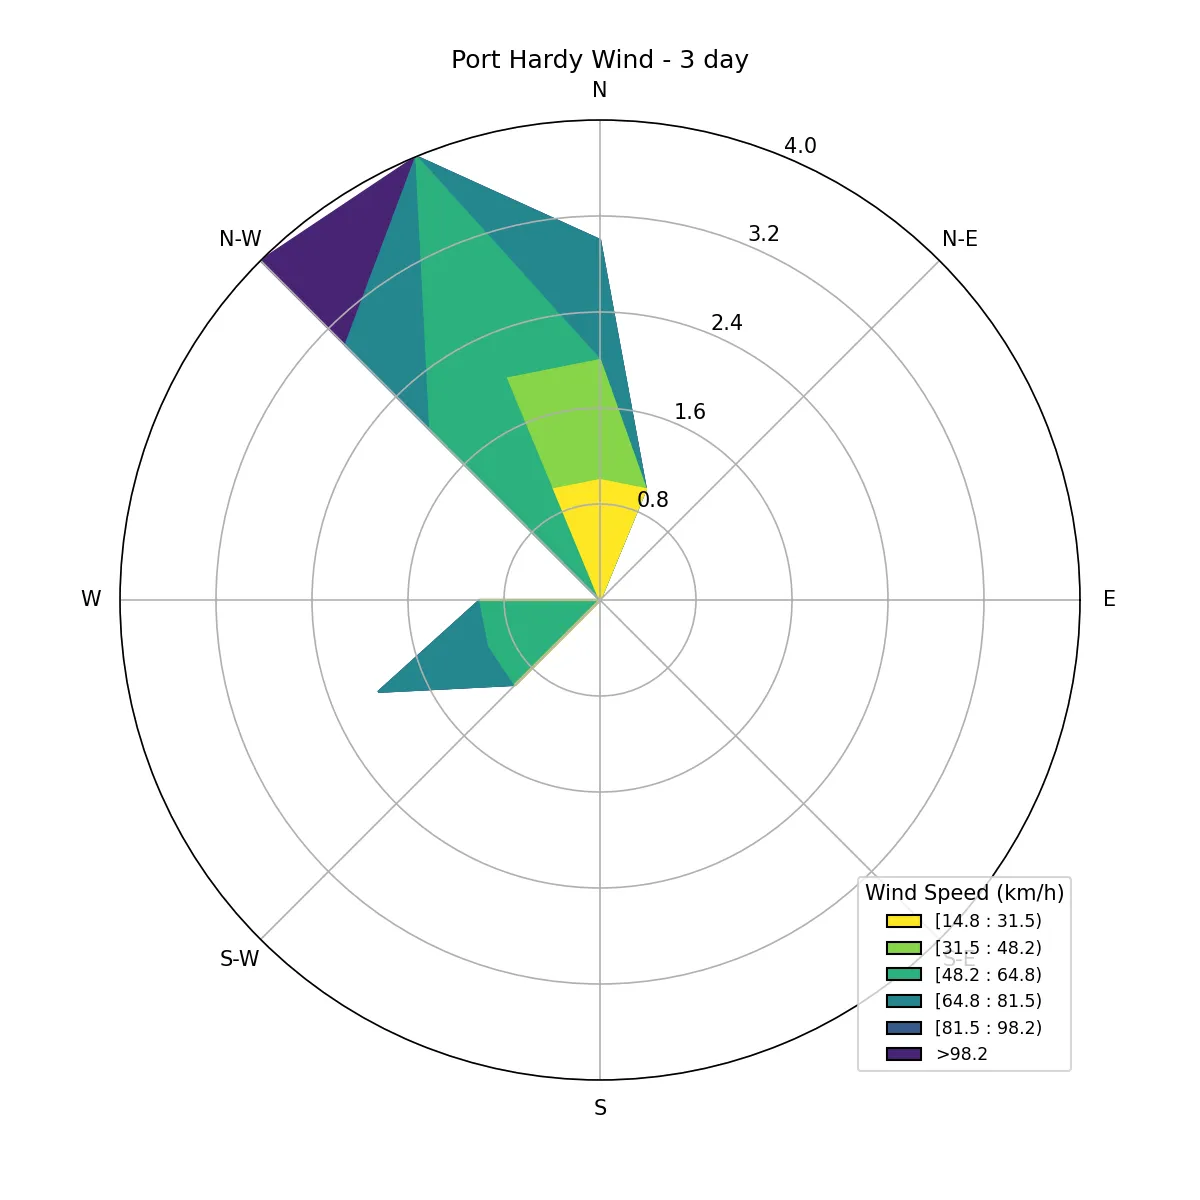 Port Hardy Wind - 3 day
N
4.0
N-W
N-E
3.2
2.4
1.6
0.8
W
E
S-W
S-E
S
Wind Speed (km/h)
[14.8 : 31.5)
[31.5 : 48.2)
[48.2 : 64.8)
[64.8 : 81.5)
[81.5 : 98.2)
>98.2